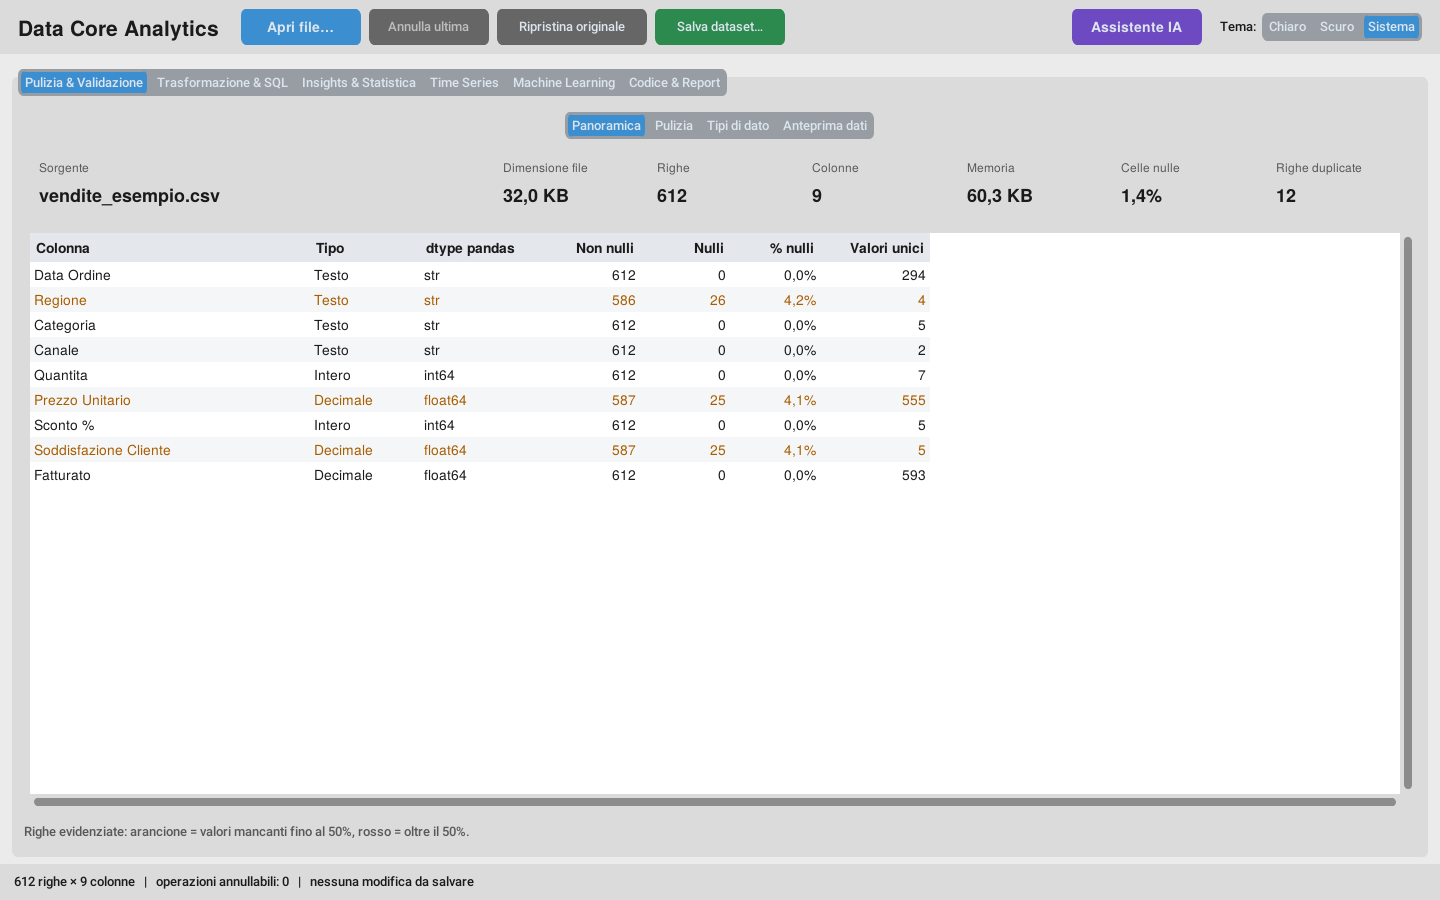 Data Core Analytics Apri file... Annulla ultima Ripristina originale Salva dataset... Assistente IA Tema: Chiaro Scuro Sistema
Pulizia & Validazione Trasformazione & SQL Insights & Statistica Time Series Machine Learning Codice & Report
Panoramica Pulizia Tipi di dato Anteprima dati
Sorgente Dimensione file Righe Colonne Memoria Celle nulle Righe duplicate
vendite_esempio.csv 32,0 KB 612 9 60,3 KB 1,4% 12
Colonna Tipo dtype pandas Non nulli Nulli % nulli Valori unici
Data Ordine Testo str 612 0 0,0% 294
Regione Testo str 586 26 4,2% 4
Categoria Testo str 612 0 0,0% 5
Canale Testo str 612 0 0,0% 2
Quantita Intero int64 612 0 0,0% 7
Prezzo Unitario Decimale float64 587 25 4,1% 555
Sconto % Intero int64 612 0 0,0% 5
Soddisfazione Cliente Decimale float64 587 25 4,1% 5
Fatturato Decimale float64 612 0 0,0% 593
Righe evidenziate: arancione = valori mancanti fino al 50%, rosso = oltre il 50%.
612 righe × 9 colonne | operazioni annullabili: 0 | nessuna modifica da salvare